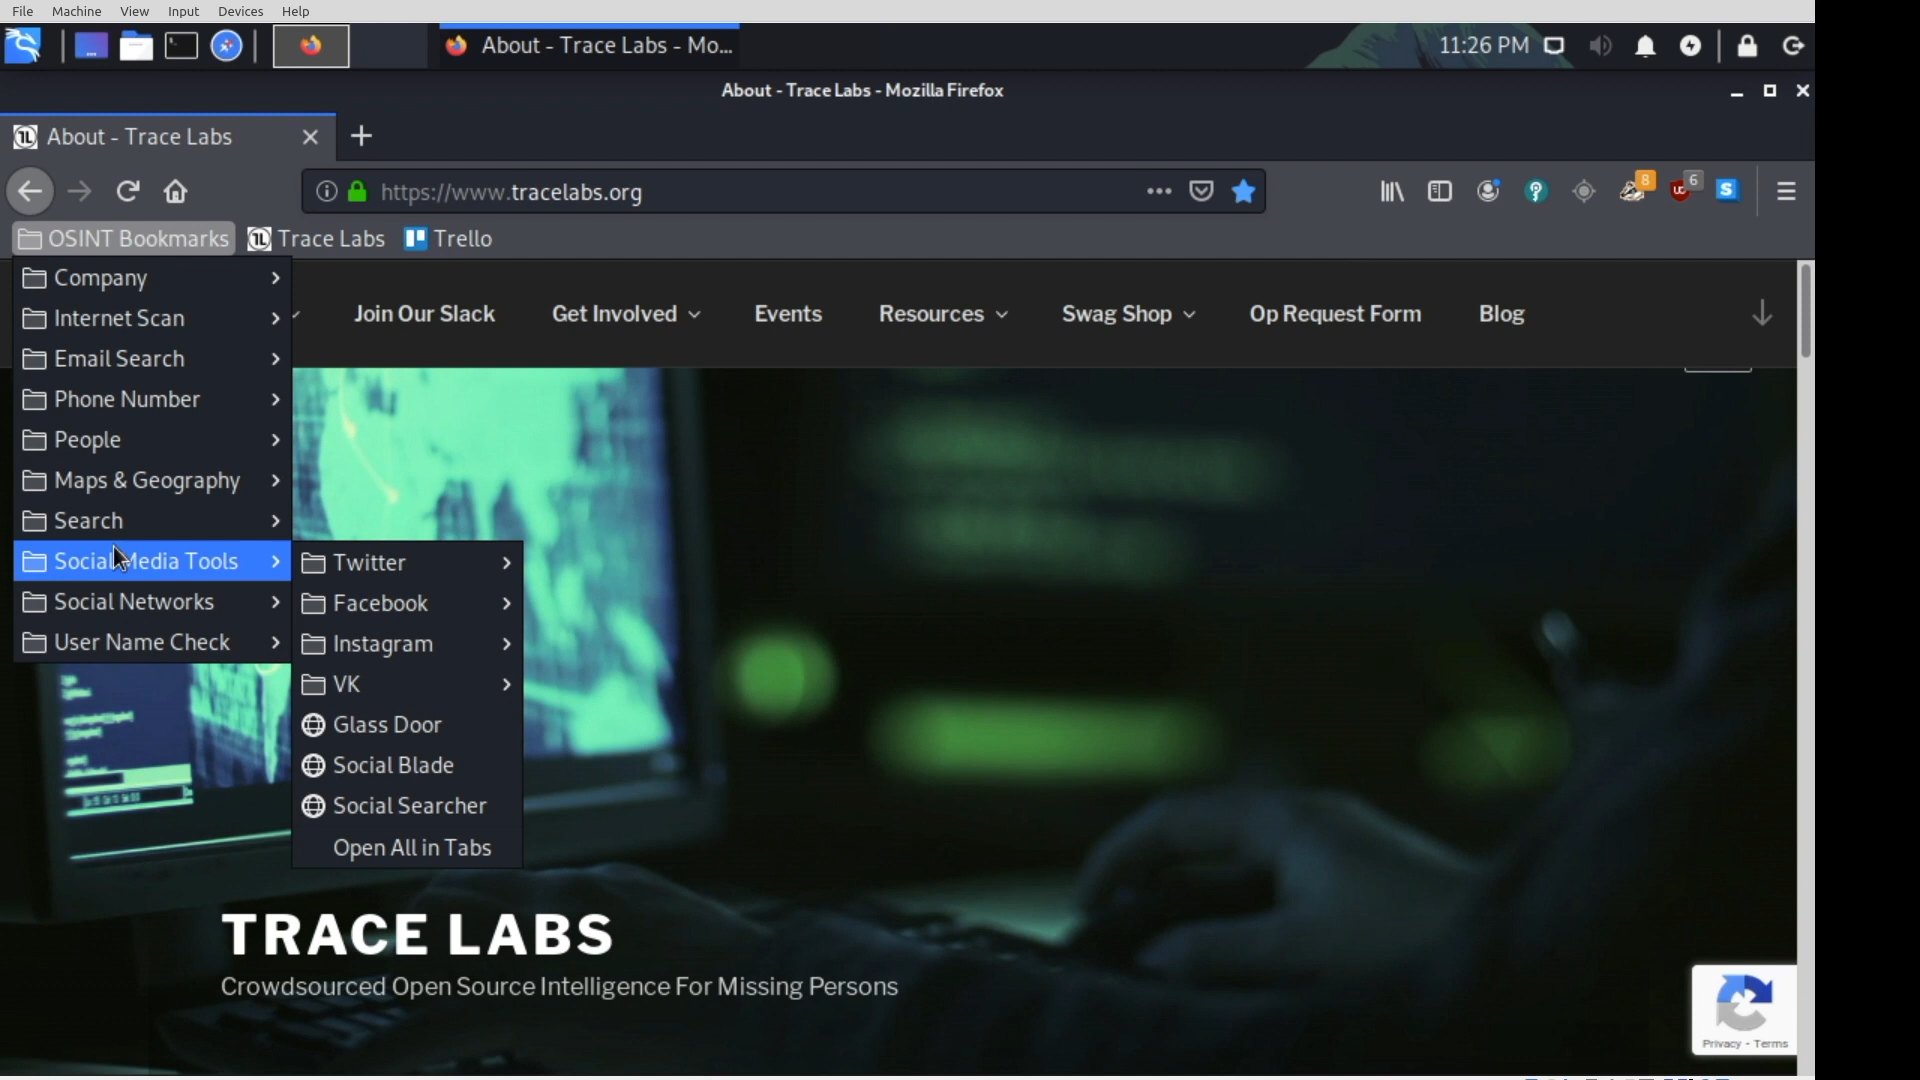 File Machine View Input Devices Help
About - Trace Labs - Mo... 11:26 PM
About - Trace Labs - Mozilla Firefox
About - Trace Labs
https://www.tracelabs.org
8
6
S
OSINT Bookmarks Trace Labs Trello
Join Our Slack Get Involved Events Resources Swag Shop Op Request Form Blog
Company
Internet Scan
Email Search
Phone Number
People
Maps & Geography
Search
Social Media Tools
Social Networks
User Name Check
Twitter
Facebook
Instagram
VK
Glass Door
Social Blade
Social Searcher
Open All in Tabs
TRACE LABS
Crowdsourced Open Source Intelligence For Missing Persons
Privacy - Terms